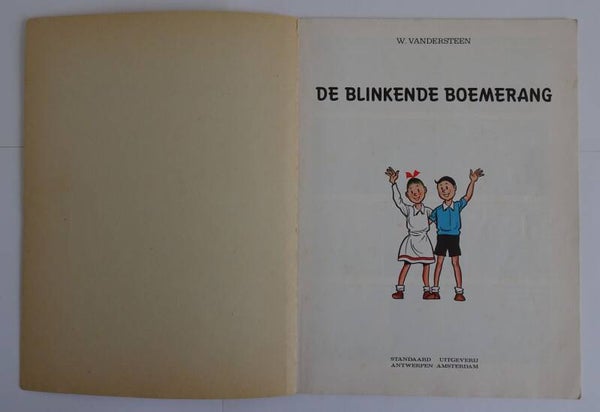 W. VANDERSTEEN
DE BLINKENDE BOEMERANG
STANDAARD UITGEVERIJ
ANTWERPEN AMSTERDAM